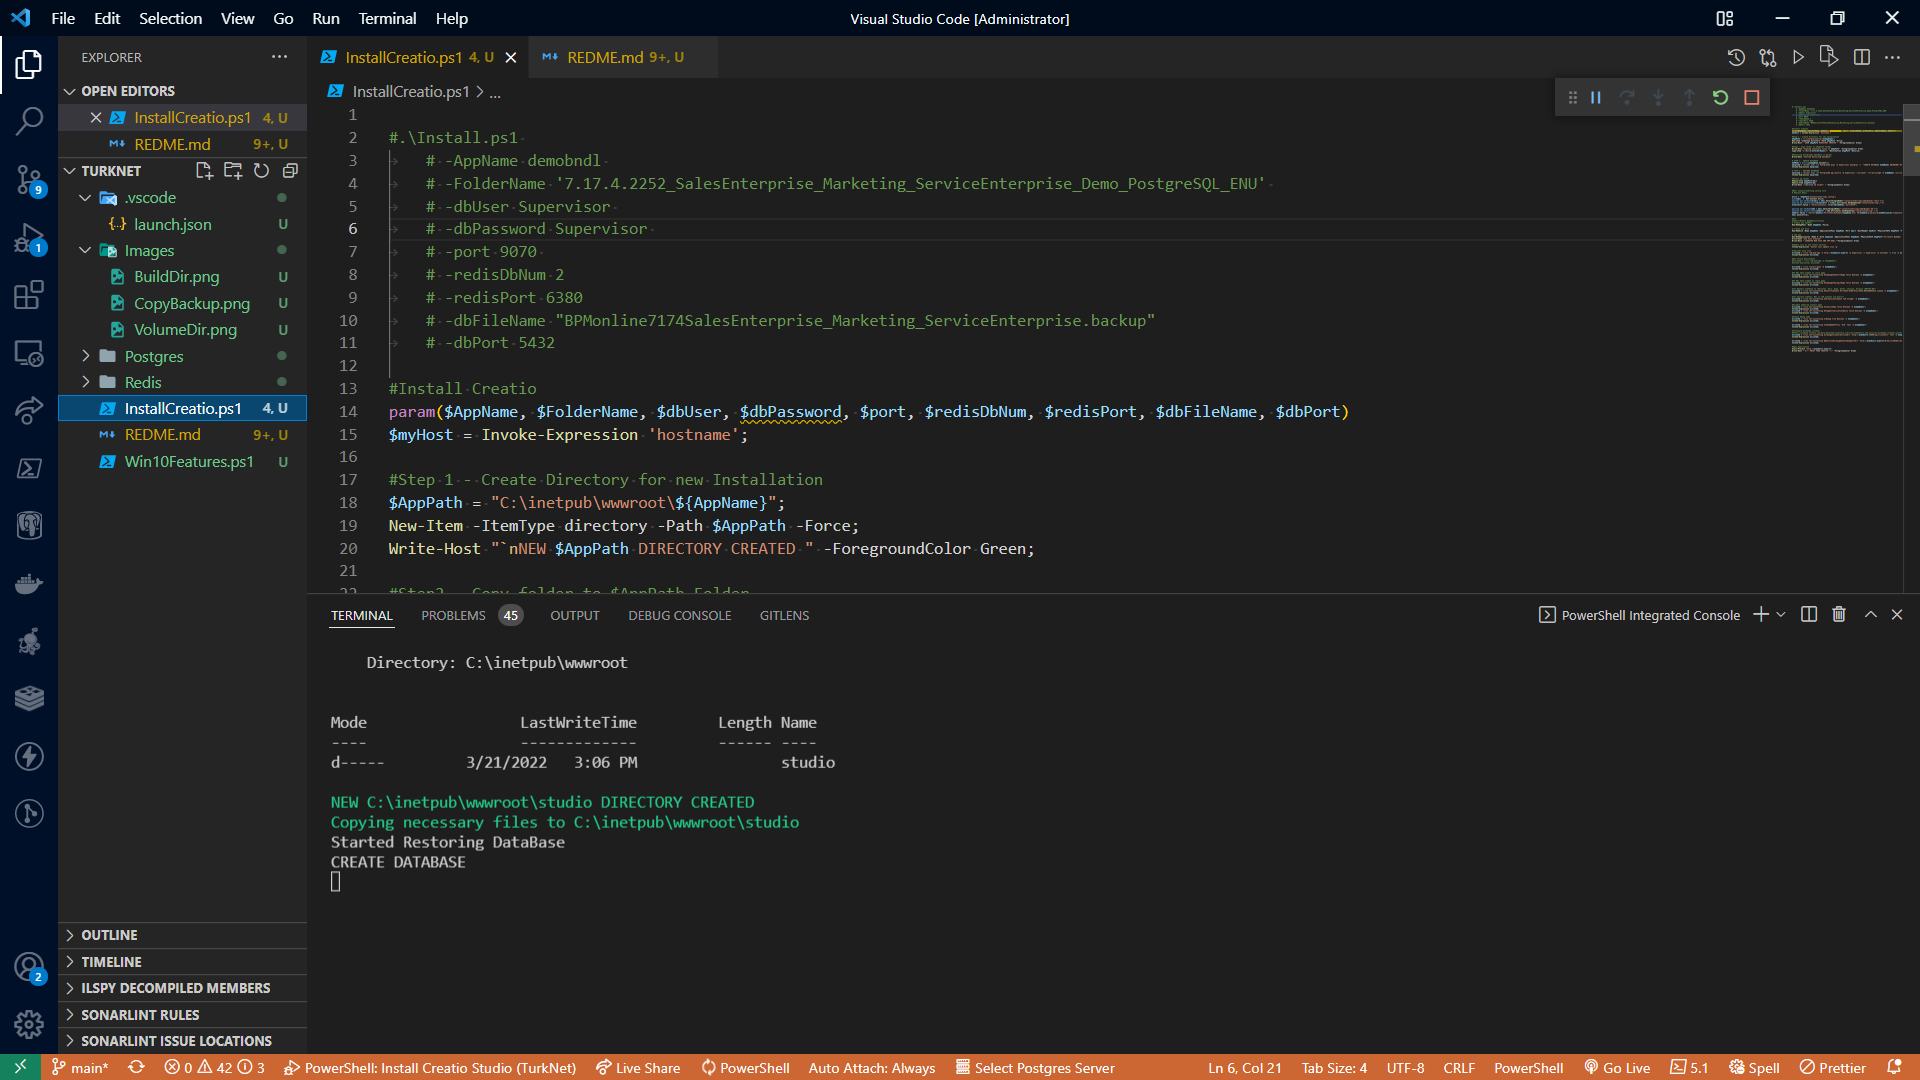 File Edit Selection View Go Run Terminal Help
Visual Studio Code [Administrator]
EXPLORER
OPEN EDITORS
InstallCreatio.ps1 4, U
REDME.md 9+, U
TURKNET
.vscode
launch.json U
Images
BuildDir.png U
CopyBackup.png U
VolumeDir.png U
Postgres
Redis
InstallCreatio.ps1 4, U
REDME.md 9+, U
Win10Features.ps1 U
OUTLINE
TIMELINE
ILSPY DECOMPILED MEMBERS
SONARLINT RULES
SONARLINT ISSUE LOCATIONS
9
1
2
InstallCreatio.ps1 4, U
REDME.md 9+, U
InstallCreatio.ps1 > ...
1
2 #.\Install.ps1
3 # -AppName demobndl
4 # -FolderName '7.17.4.2252_SalesEnterprise_Marketing_ServiceEnterprise_Demo_PostgreSQL_ENU'
5 # -dbUser Supervisor
6 # -dbPassword Supervisor
7 # -port 9070
8 # -redisDbNum 2
9 # -redisPort 6380
10 # -dbFileName "BPMonline7174SalesEnterprise_Marketing_ServiceEnterprise.backup"
11 # -dbPort 5432
12
13 #Install Creatio
14 param($AppName, $FolderName, $dbUser, $dbPassword, $port, $redisDbNum, $redisPort, $dbFileName, $dbPort)
15 $myHost = Invoke-Expression 'hostname';
16
17 #Step 1 - Create Directory for new Installation
18 $AppPath = "C:\inetpub\wwwroot\${AppName}";
19 New-Item -ItemType directory -Path $AppPath -Force;
20 Write-Host "`nNEW $AppPath DIRECTORY CREATED " -ForegroundColor Green;
21
22 #Step2 - Copy folder to $AppPath Folder
TERMINAL PROBLEMS 45 OUTPUT DEBUG CONSOLE GITLENS
PowerShell Integrated Console
Directory: C:\inetpub\wwwroot
Mode LastWriteTime Length Name
---- ------------- ------ ----
d----- 3/21/2022 3:06 PM studio
NEW C:\inetpub\wwwroot\studio DIRECTORY CREATED
Copying necessary files to C:\inetpub\wwwroot\studio
Started Restoring DataBase
CREATE DATABASE
main* 0 42 3 PowerShell: Install Creatio Studio (TurkNet) Live Share PowerShell Auto Attach: Always Select Postgres Server Ln 6, Col 21 Tab Size: 4 UTF-8 CRLF PowerShell Go Live 5.1 Spell Prettier